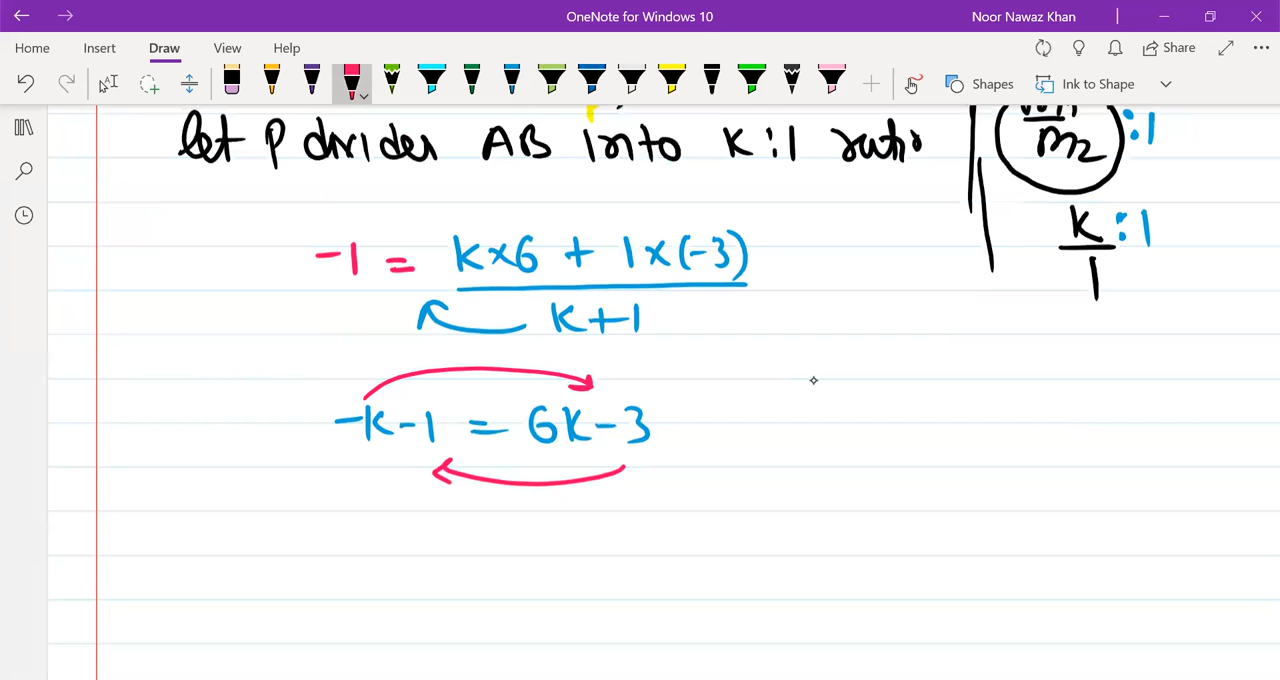 OneNote for Windows 10
Noor Nawaz Khan
Home Insert Draw View Help
Share
Shapes
Ink to Share
let P divides AB into K:1 ratio
m2 :1
K :1
1
-1 = K×6 + 1×(-3)
K+1
-K-1 = 6K-3